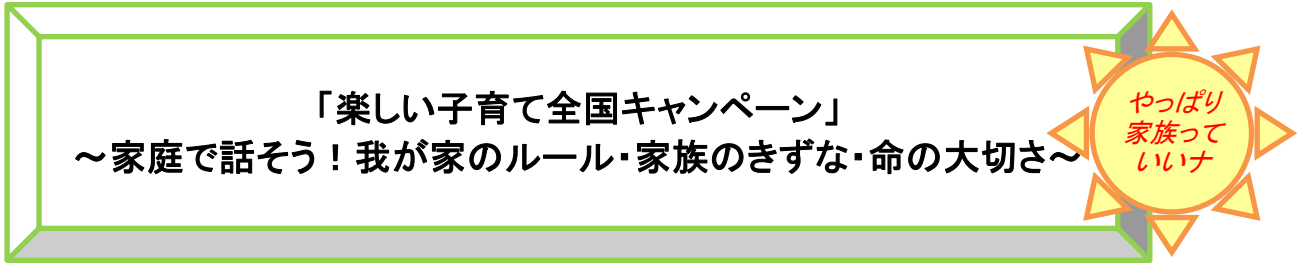 「楽しい子育て全国キャンペーン」
～家庭で話そう！我が家のルール・家族のきずな・命の大切さ～
やっぱり
家族って
いいナ